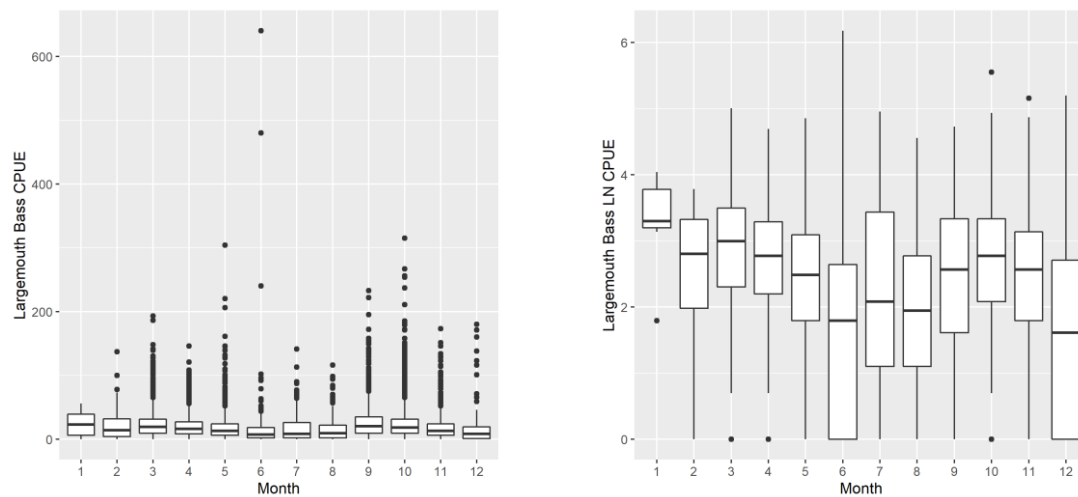 Largemouth Bass CPUE
600
400
200
0
1 2 3 4 5 6 7 8 9 10 11 12
Month
Largemouth Bass LN CPUE
6
4
2
0
1 2 3 4 5 6 7 8 9 10 11 12
Month